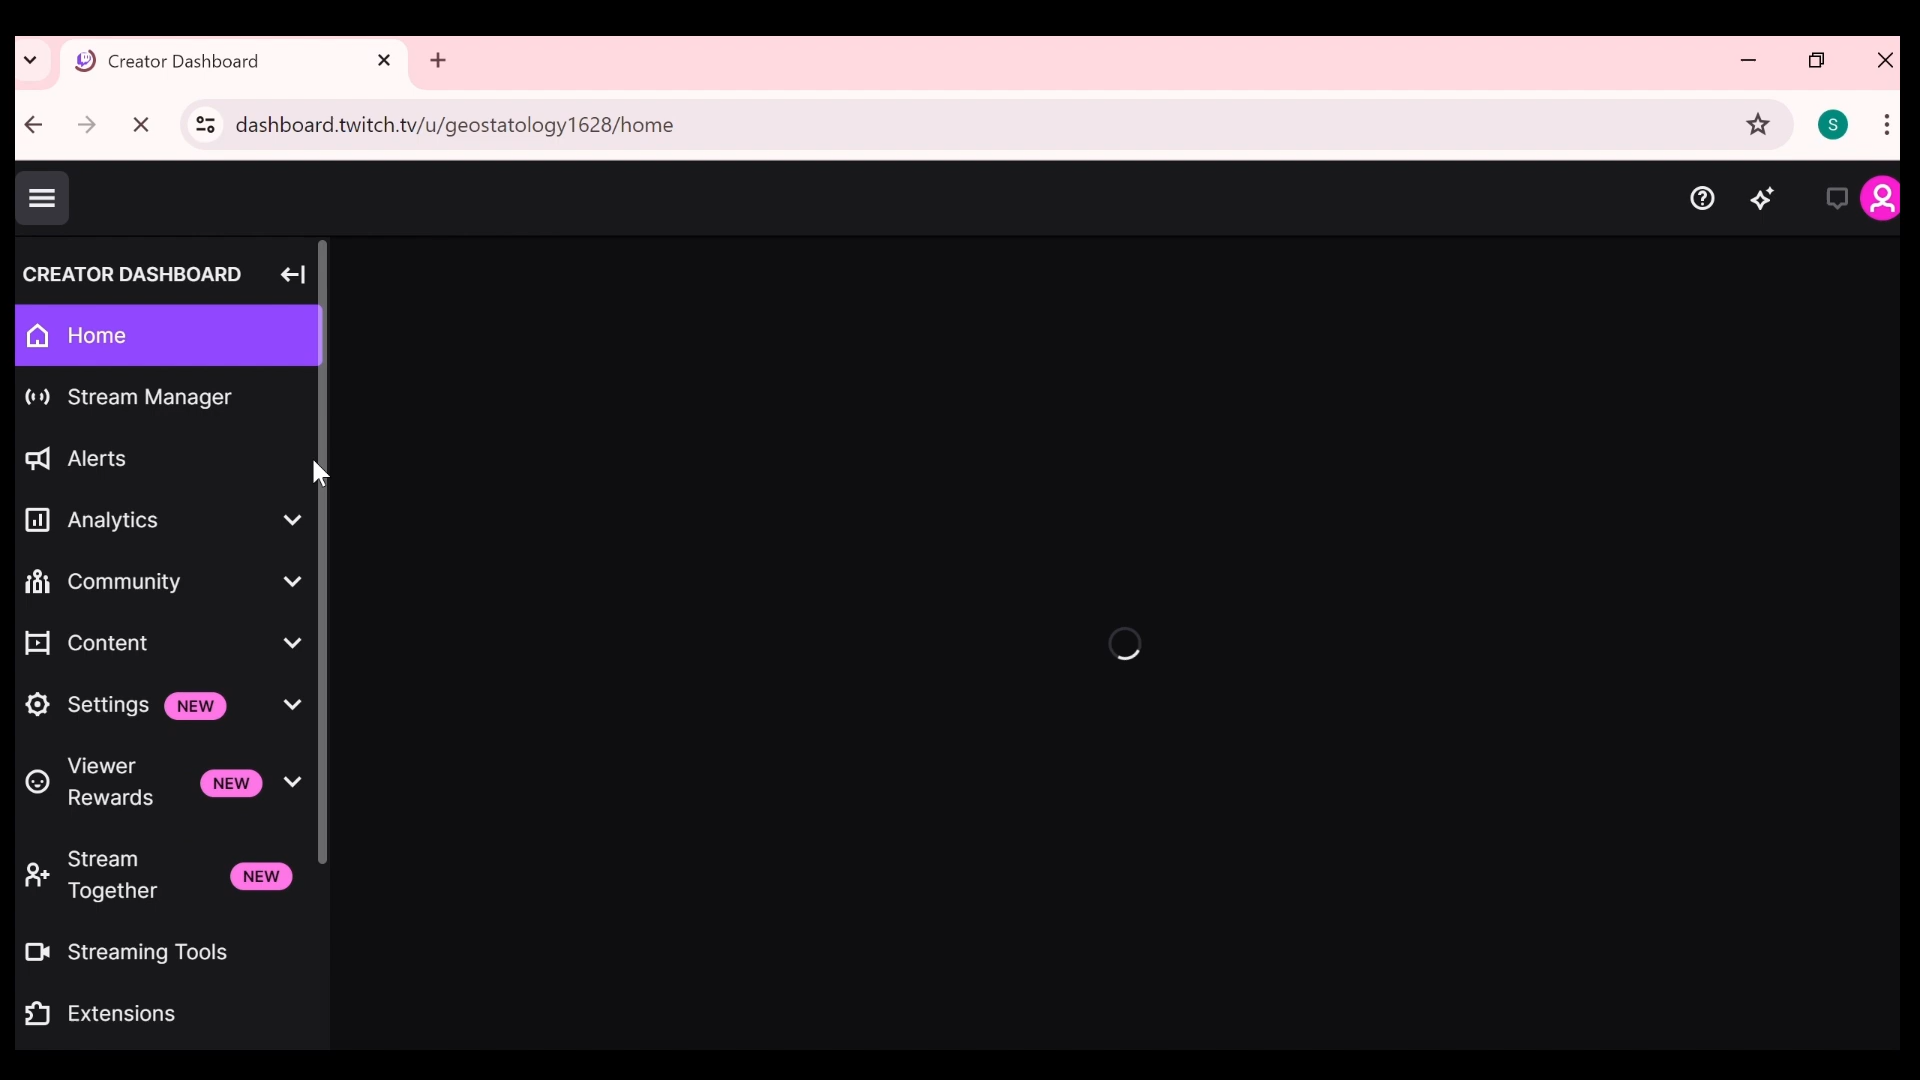 Creator Dashboard
dashboard.twitch.tv/u/geostatology1628/home
S
CREATOR DASHBOARD
Home
Stream Manager
Alerts
Analytics
Community
Content
Settings NEW
Viewer
Rewards NEW
Stream
Together NEW
Streaming Tools
Extensions